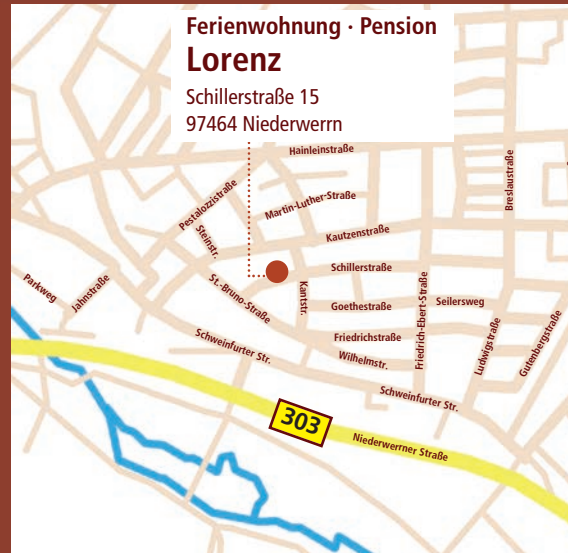 Ferienwohnung · Pension
Lorenz
Schillerstraße 15
97464 Niederwerrn
Hainleinstraße
Breslaustraße
Pestalozzistraße
Martin-Luther-Straße
Steinstr.
Kautzenstraße
Schillerstraße
Parkweg
Jahnstraße
St.-Bruno-Straße
Kantstr.
Goethestraße
Friedrich-Ebert-Straße
Seilersweg
Schweinfurter Str.
Friedrichstraße
Wilhelmstr.
Ludwigstraße
Gutenbergstraße
Schweinfurter Str.
303
Niederwerrner Straße